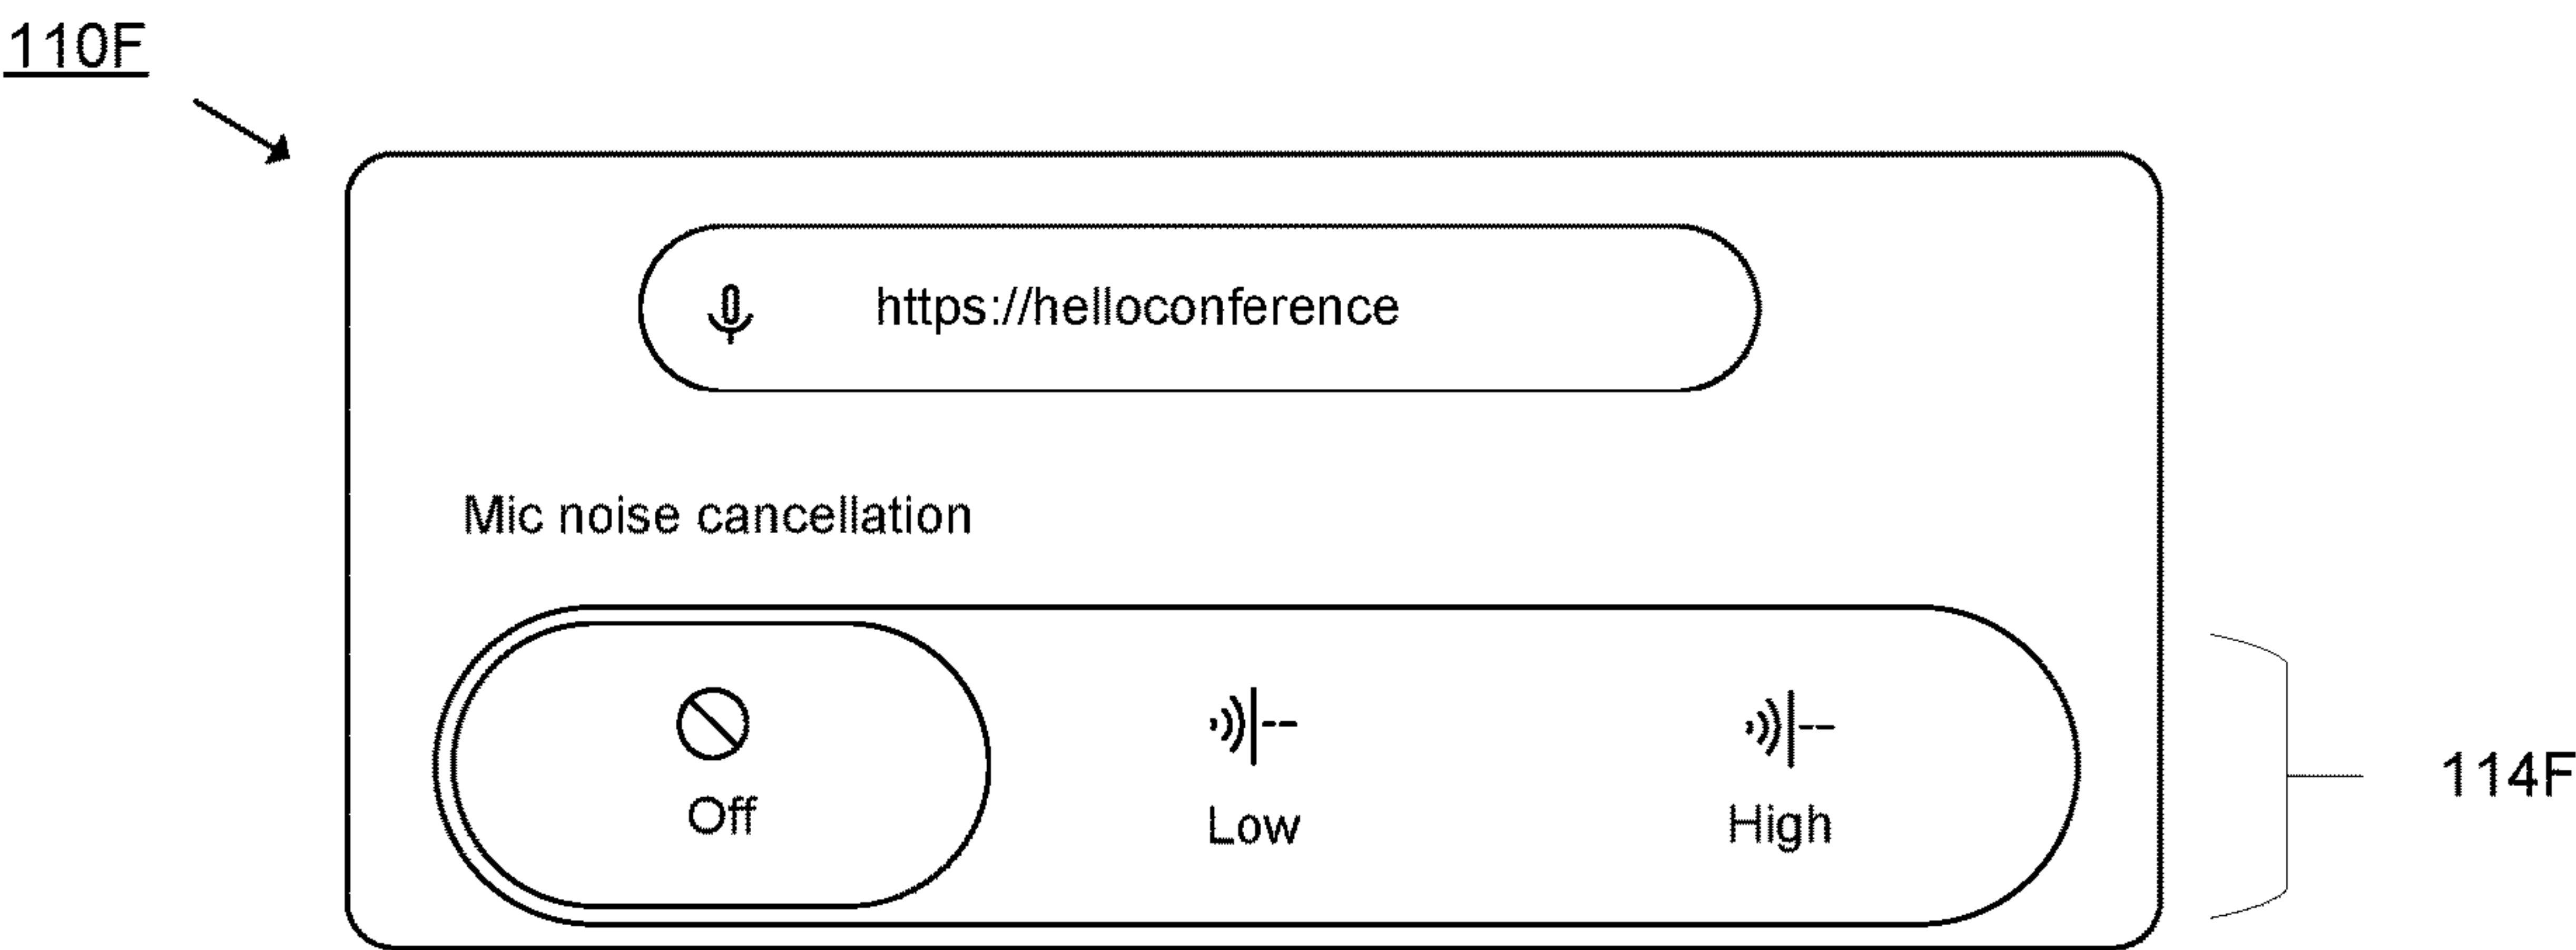 110F
https://helloconference
Mic noise cancellation
Off
Low
High
114F